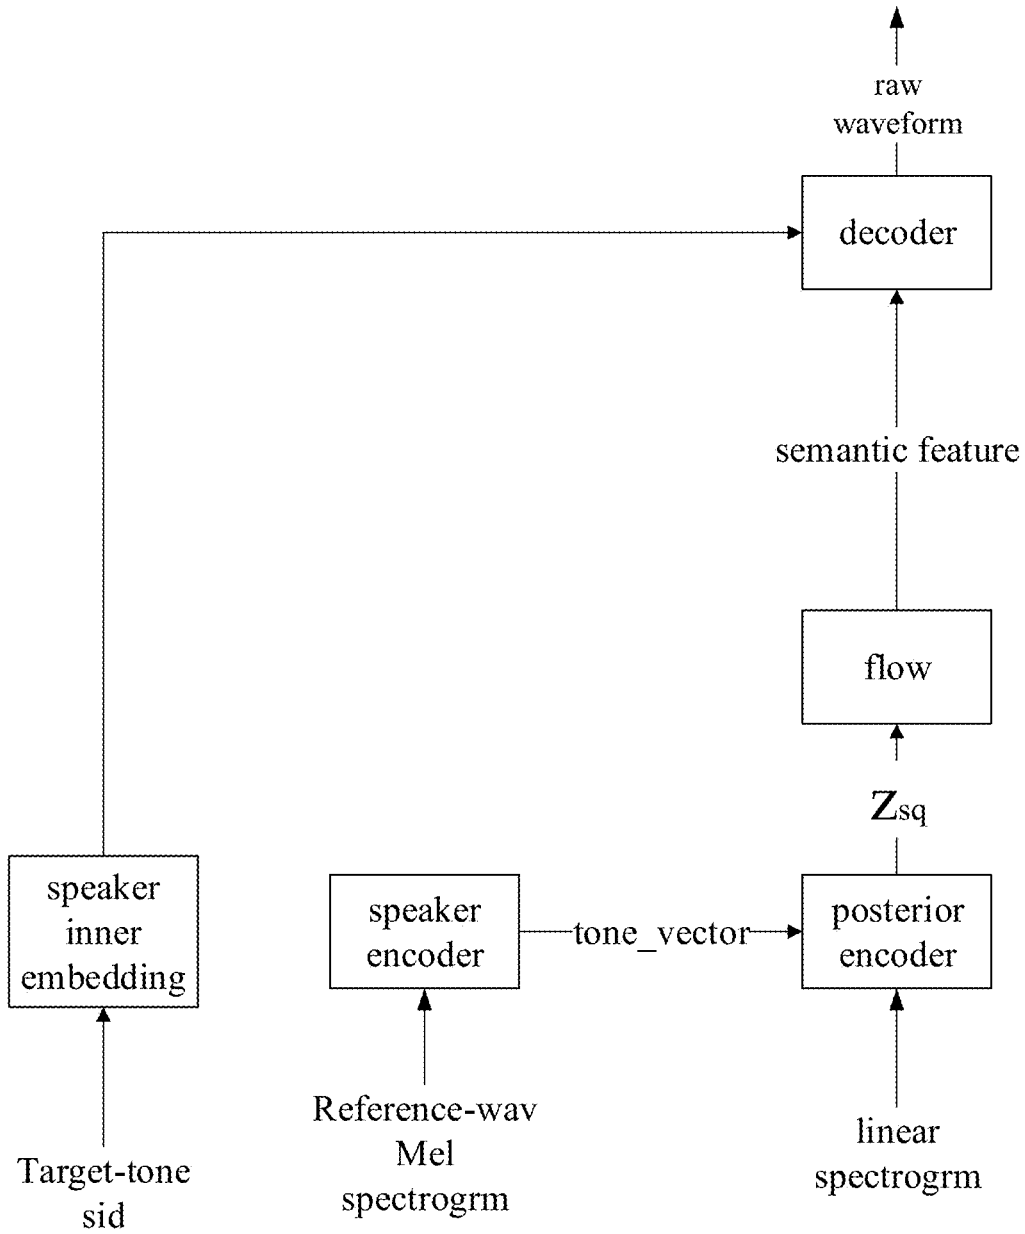 raw
waveform
decoder
semantic feature
flow
Zsq
speaker
inner
embedding
speaker
encoder
tone_vector
posterior
encoder
Reference-wav
Mel
spectrogrm
linear
spectrogrm
Target-tone
sid